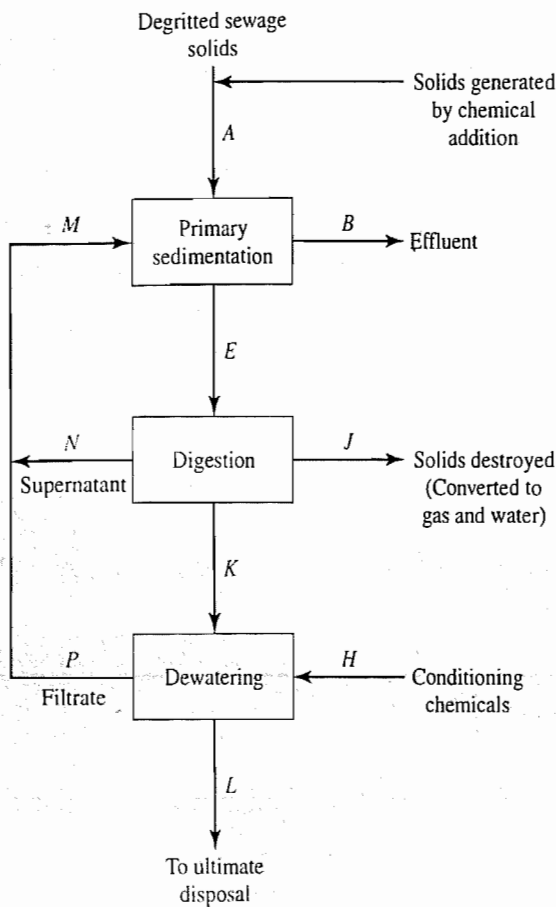 Degritted sewage
solids
Solids generated
by chemical
addition
A
M
Primary
sedimentation
B
Effluent
E
N
Supernatant
Digestion
J
Solids destroyed
(Converted to
gas and water)
K
P
Filtrate
Dewatering
H
Conditioning
chemicals
L
To ultimate
disposal